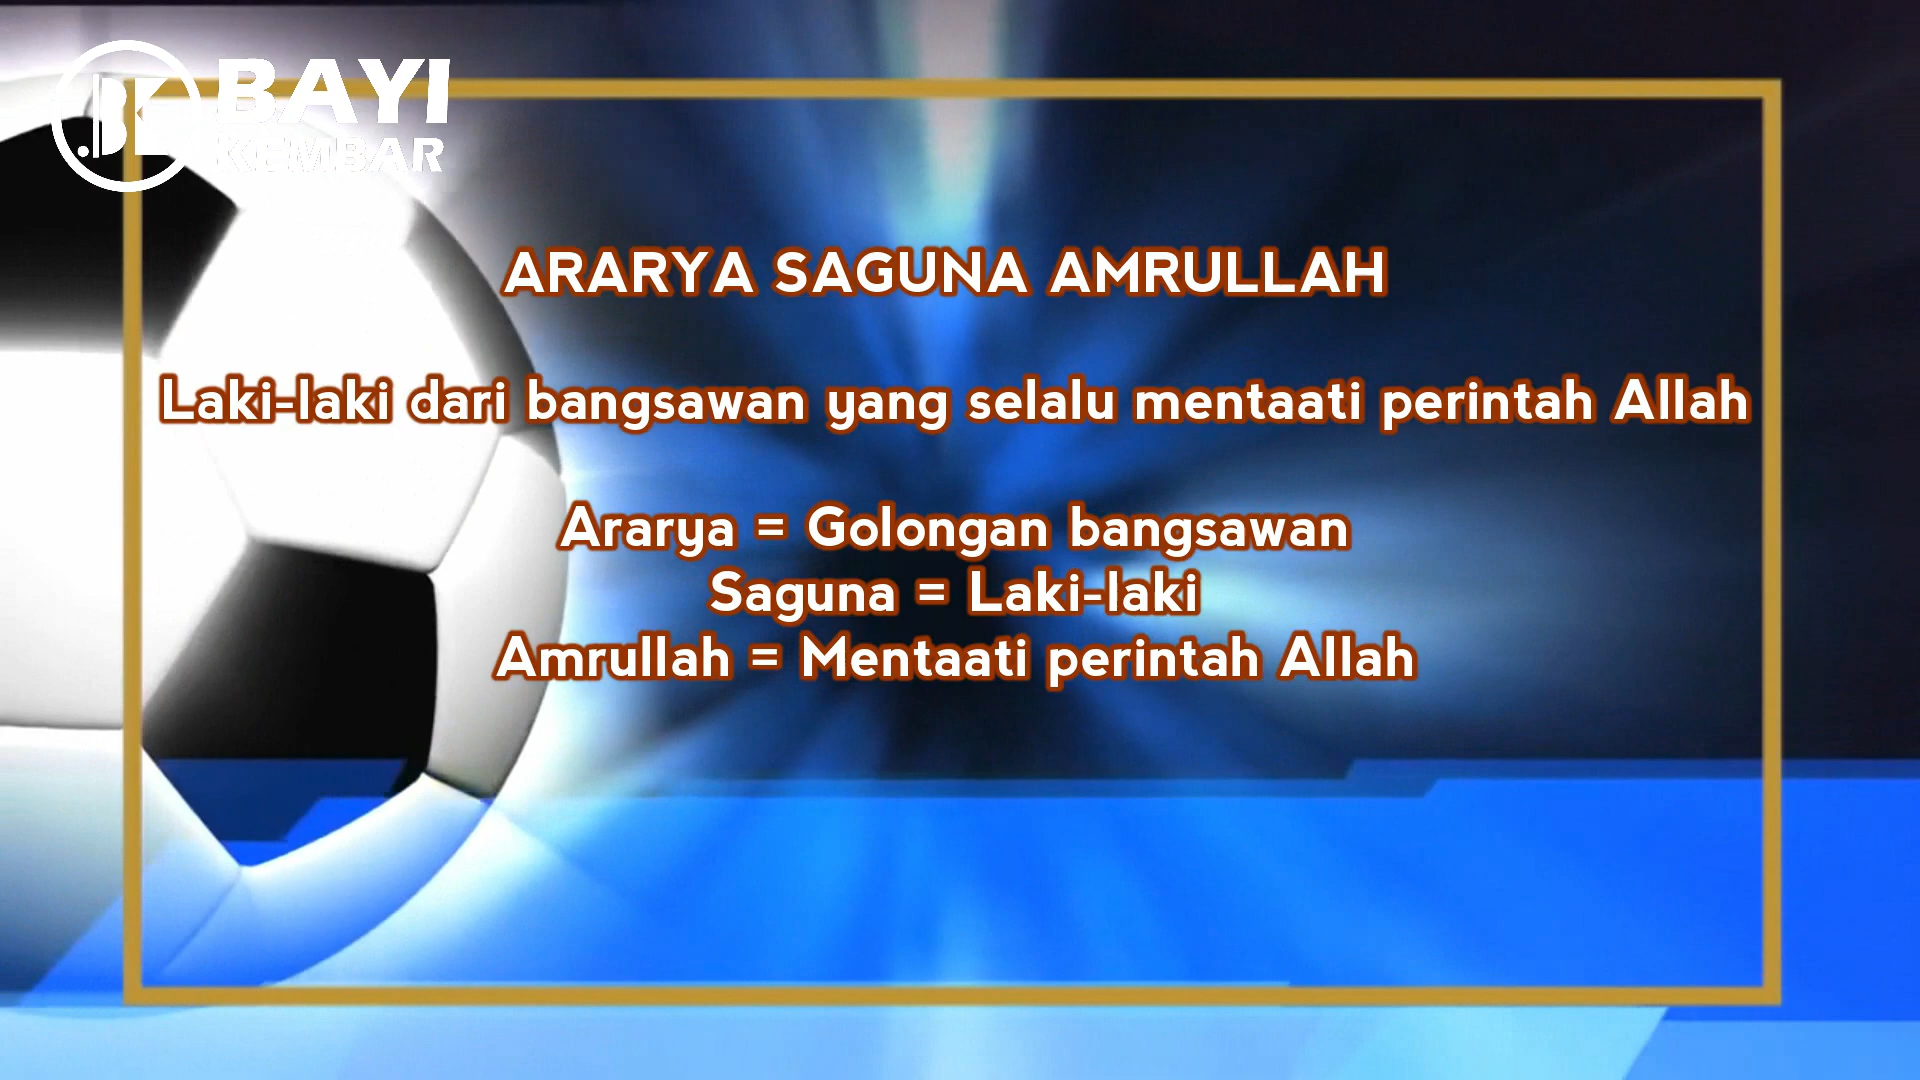 BAYI
KEMBAR
ARARYA SAGUNA AMRULLAH
Laki-laki dari bangsawan yang selalu mentaati perintah Allah
Ararya = Golongan bangsawan
Saguna = Laki-laki
Amrullah = Mentaati perintah Allah